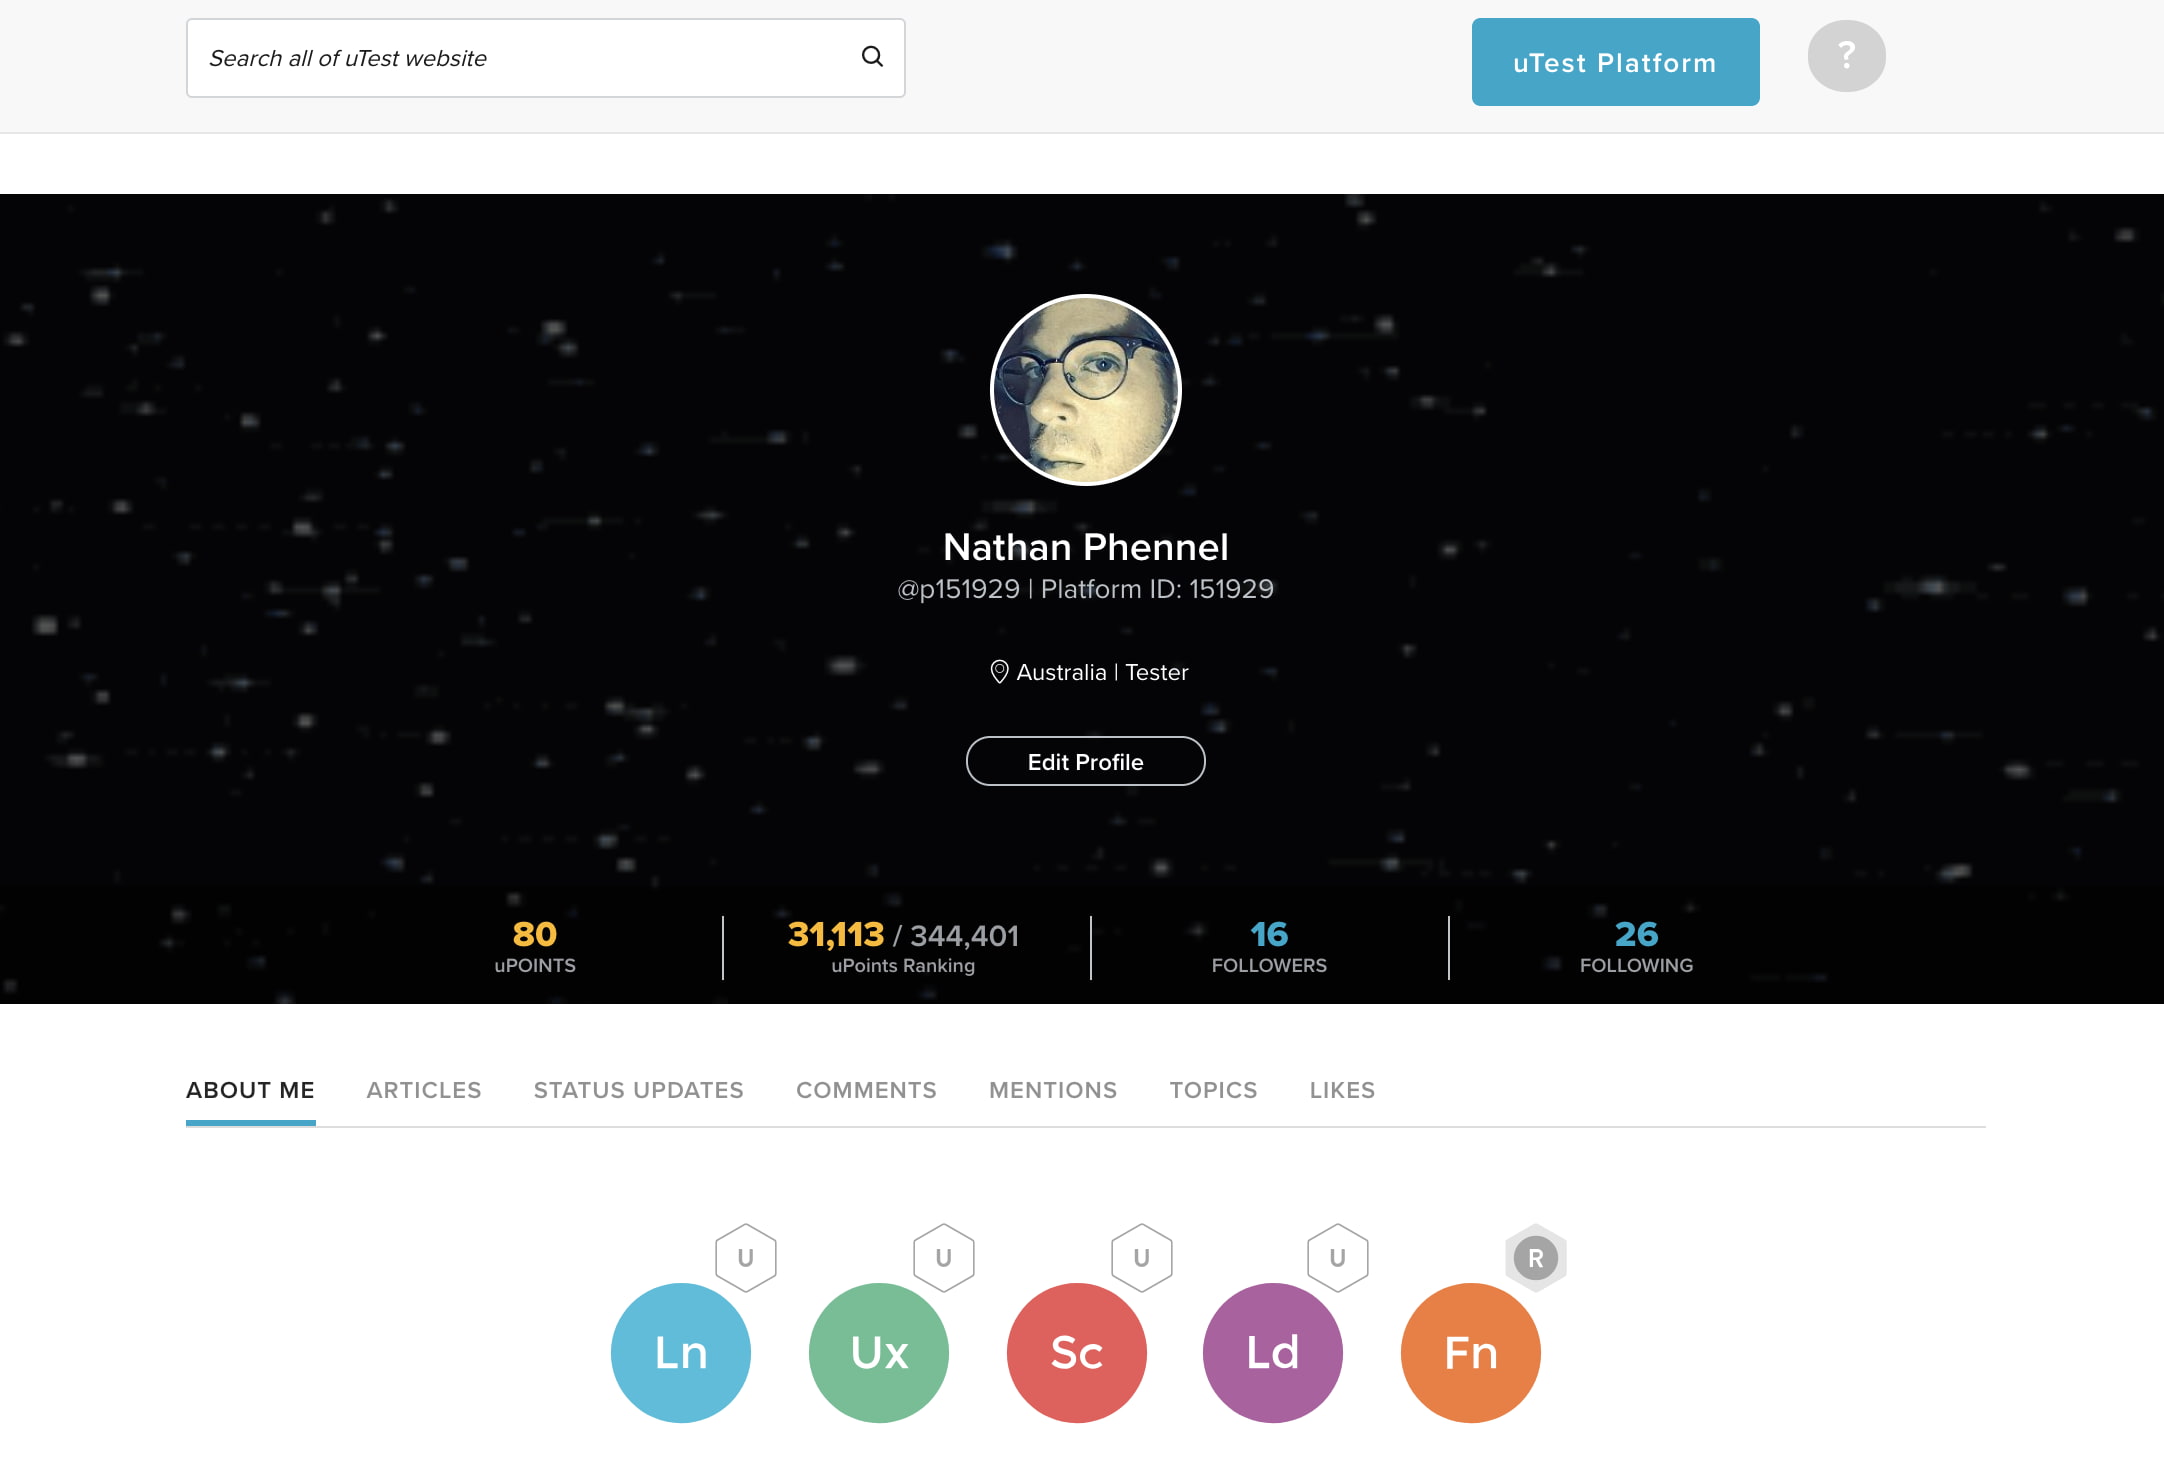 Search all of uTest website
uTest Platform
?
Nathan Phennel
@p151929 | Platform ID: 151929
Australia | Tester
Edit Profile
80
uPOINTS
31,113 / 344,401
uPoints Ranking
16
FOLLOWERS
26
FOLLOWING
ABOUT ME ARTICLES STATUS UPDATES COMMENTS MENTIONS TOPICS LIKES
U U U U R
Ln Ux Sc Ld Fn